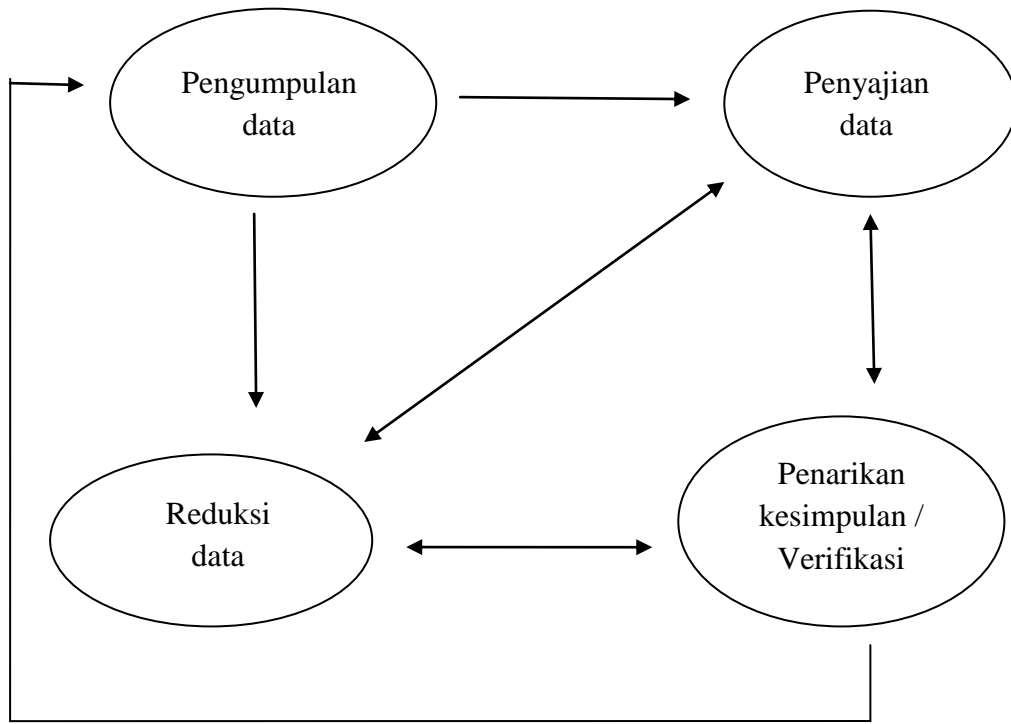 Pengumpulan
data
Penyajian
data
Reduksi
data
Penarikan
kesimpulan /
Verifikasi